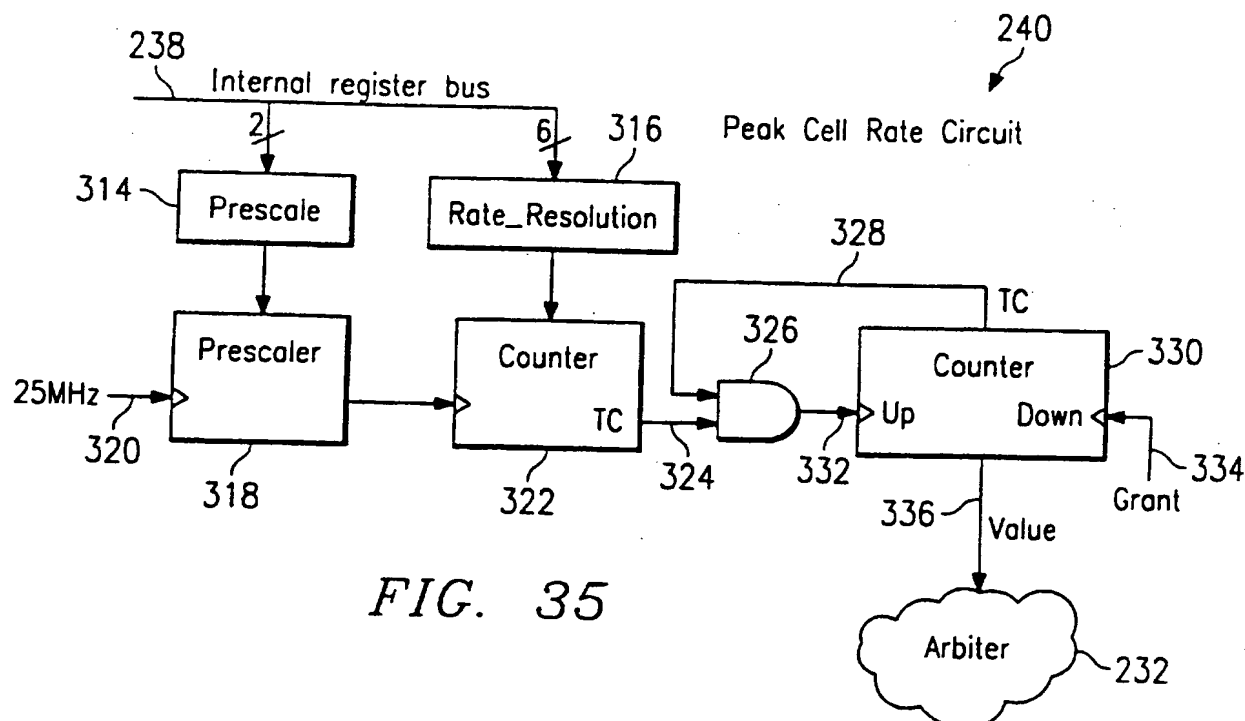 238
Internal register bus
240
2
6
316
Peak Cell Rate Circuit
314
Prescale
Rate_Resolution
328
TC
326
Prescaler
Counter
Counter
330
25MHz
TC
Up
Down
320
318
322
324
332
334
Grant
336
Value
FIG. 35
Arbiter
232